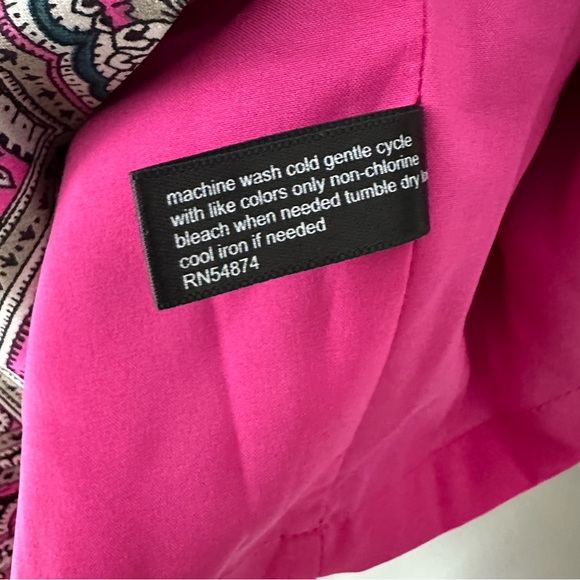 machine wash cold gentle cycle
with like colors only non-chlorine
bleach when needed tumble dry
cool iron if needed
RN54874